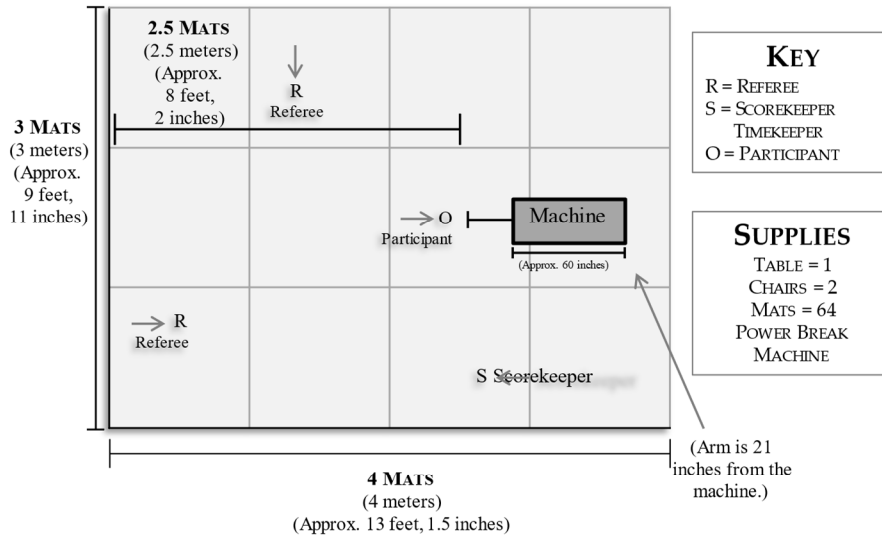 2.5 MATS
(2.5 meters)
(Approx.
8 feet,
2 inches)
R
Referee
3 MATS
(3 meters)
(Approx.
9 feet,
11 inches)
O
Participant
Machine
(Approx. 60 inches)
R
Referee
S Scorekeeper
4 MATS
(4 meters)
(Approx. 13 feet, 1.5 inches)
KEY
R = REFEREE
S = SCOREKEEPER
TIMEKEEPER
O = PARTICIPANT
SUPPLIES
TABLE = 1
CHAIRS = 2
MATS = 64
POWER BREAK
MACHINE
(Arm is 21
inches from the
machine.)